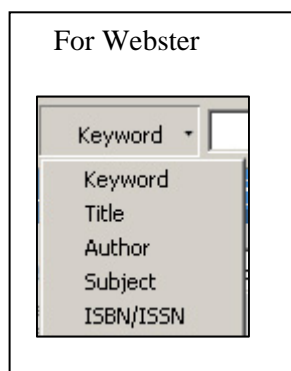 For Webster
Keyword
Keyword
Title
Author
Subject
ISBN/ISSN